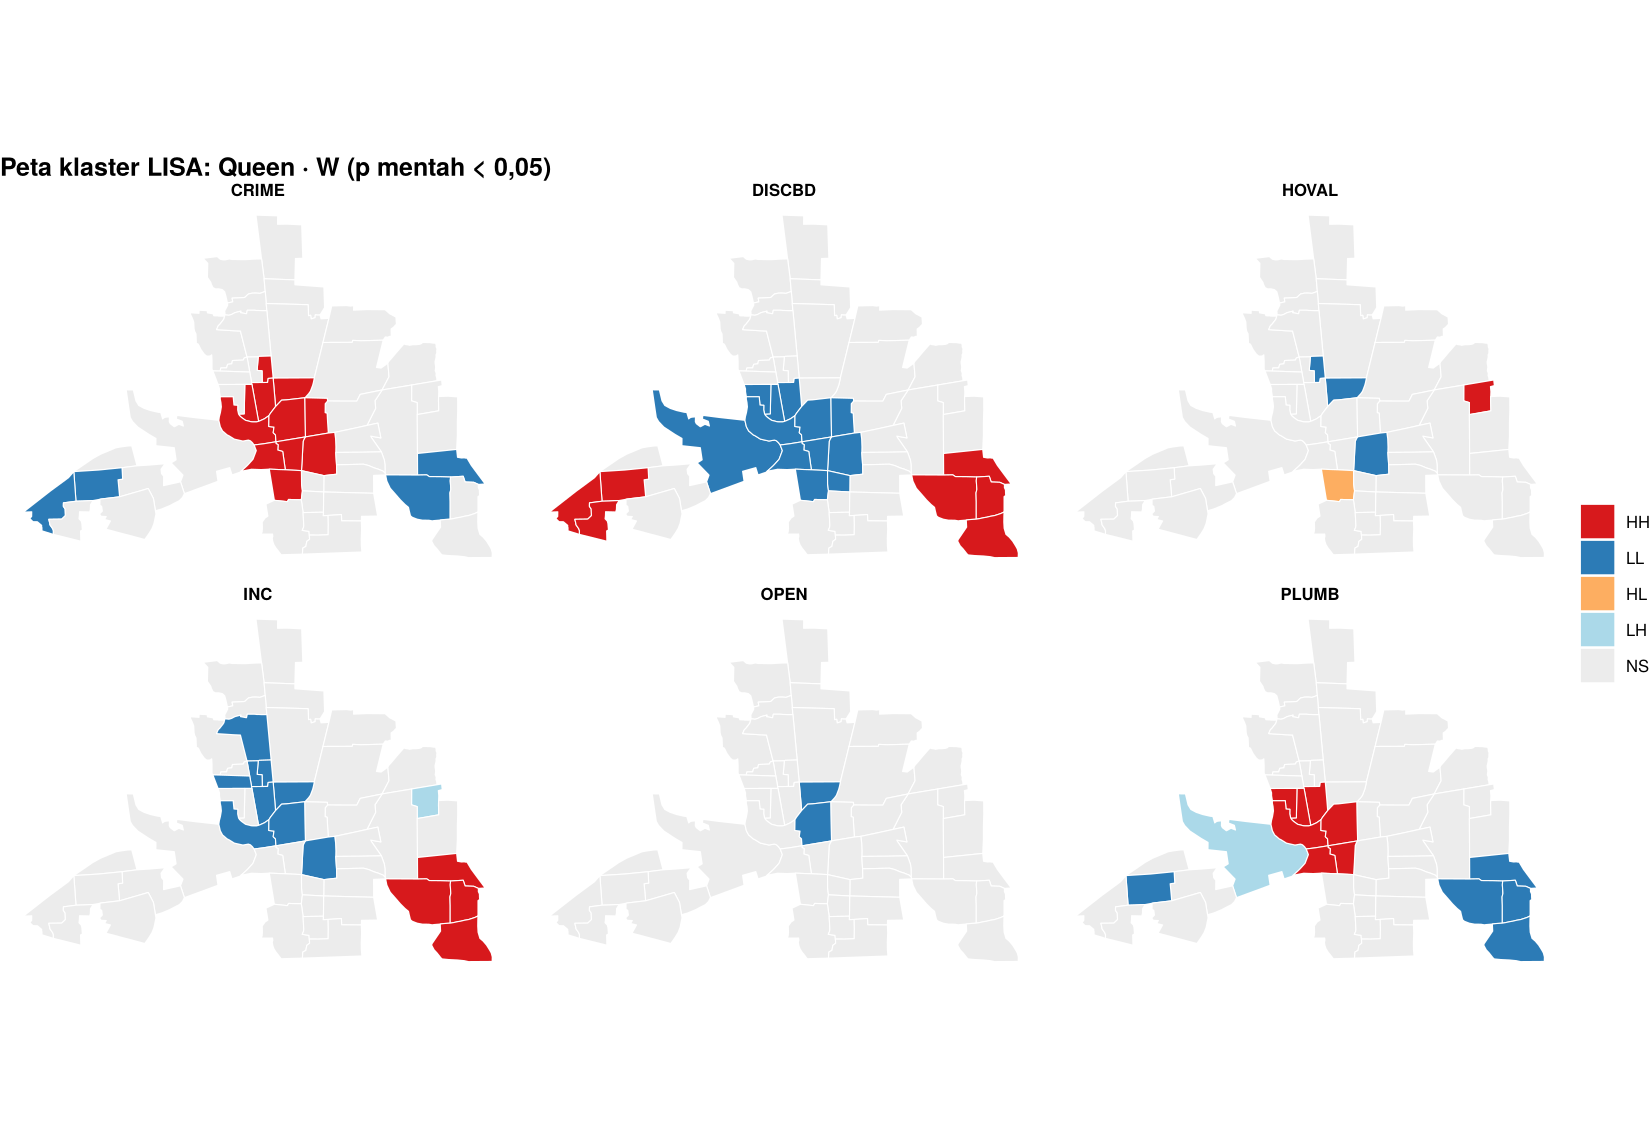 Peta klaster LISA: Queen · W (p mentah < 0,05)
CRIME
DISCBD
HOVAL
HH
LL
HL
LH
NS
INC
OPEN
PLUMB